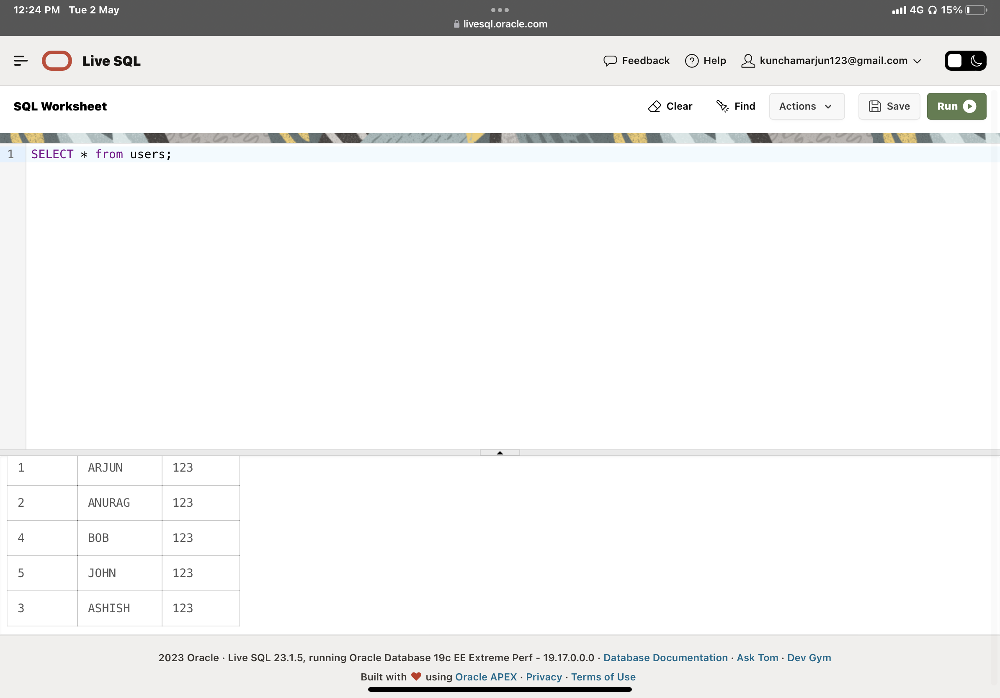 12:24 PM Tue 2 May
4G 15%
livesql.oracle.com
Live SQL
Feedback
Help
kunchamarjun123@gmail.com
SQL Worksheet
Clear
Find
Actions
Save
Run
1 SELECT * from users;
1 ARJUN 123
2 ANURAG 123
4 BOB 123
5 JOHN 123
3 ASHISH 123
2023 Oracle · Live SQL 23.1.5, running Oracle Database 19c EE Extreme Perf - 19.17.0.0.0 · Database Documentation · Ask Tom · Dev Gym
Built with ❤ using Oracle APEX · Privacy · Terms of Use